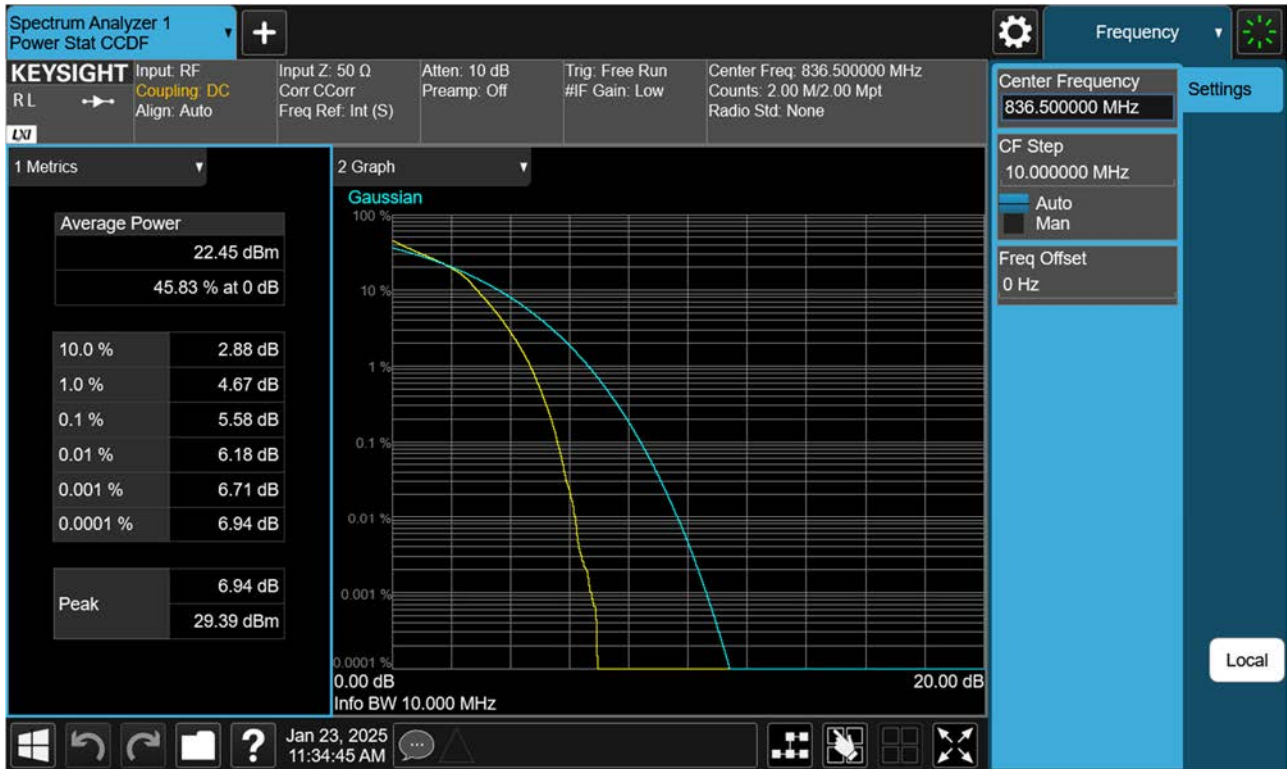 Spectrum Analyzer 1
Power Stat CCDF
+
Frequency
KEYSIGHT
R L
LXI
Input: RF
Coupling: DC
Align: Auto
Input Z: 50 Ω
Corr CCorr
Freq Ref: Int (S)
Atten: 10 dB
Preamp: Off
Trig: Free Run
#IF Gain: Low
Center Freq: 836.500000 MHz
Counts: 2.00 M/2.00 Mpt
Radio Std: None
Center Frequency
836.500000 MHz
Settings
CF Step
10.000000 MHz
Auto
Man
Freq Offset
0 Hz
Local
1 Metrics
Average Power
22.45 dBm
45.83 % at 0 dB
10.0 % 2.88 dB
1.0 % 4.67 dB
0.1 % 5.58 dB
0.01 % 6.18 dB
0.001 % 6.71 dB
0.0001 % 6.94 dB
Peak
6.94 dB
29.39 dBm
2 Graph
Gaussian
100 %
10 %
1 %
0.1 %
0.01 %
0.001 %
0.0001 %
0.00 dB 20.00 dB
Info BW 10.000 MHz
?
Jan 23, 2025
11:34:45 AM